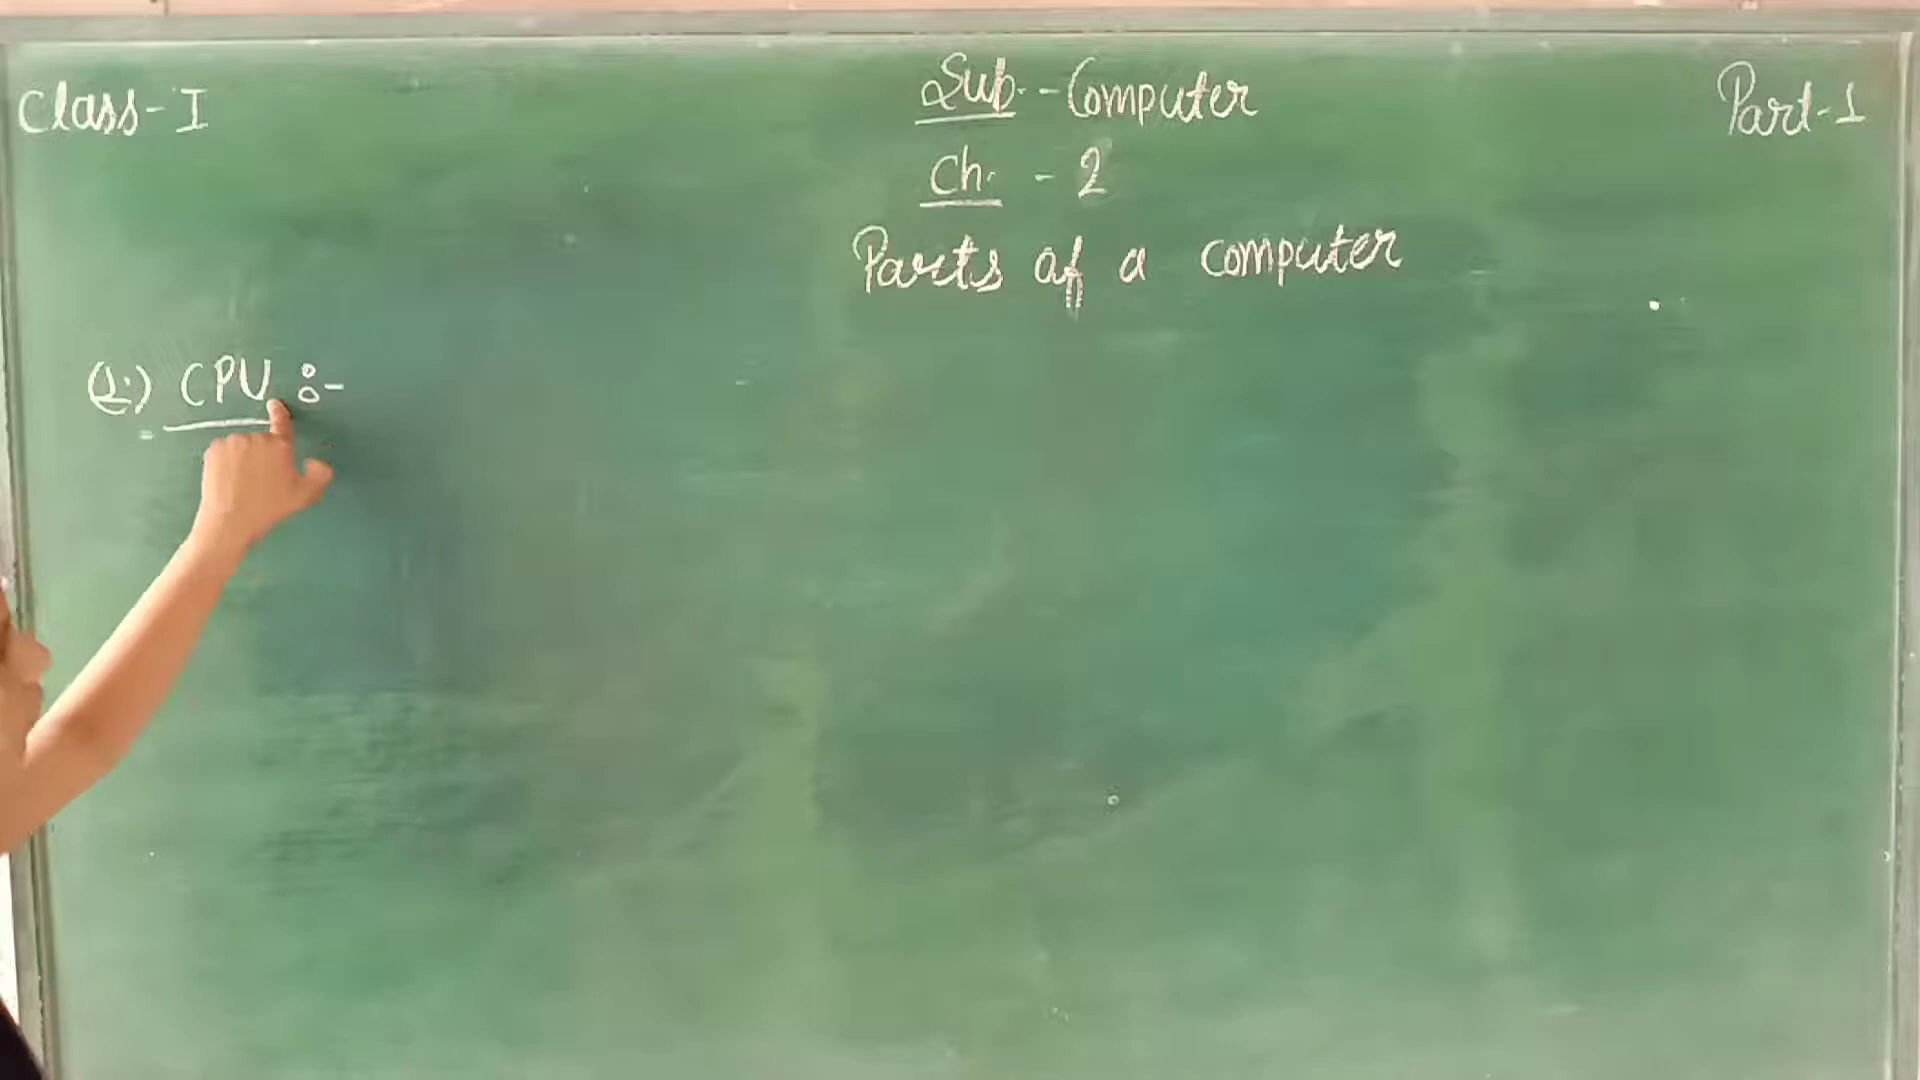 Class-I
Sub.-Computer
Part-1
Ch. - 2
Parts of a computer
(1.) CPU :-